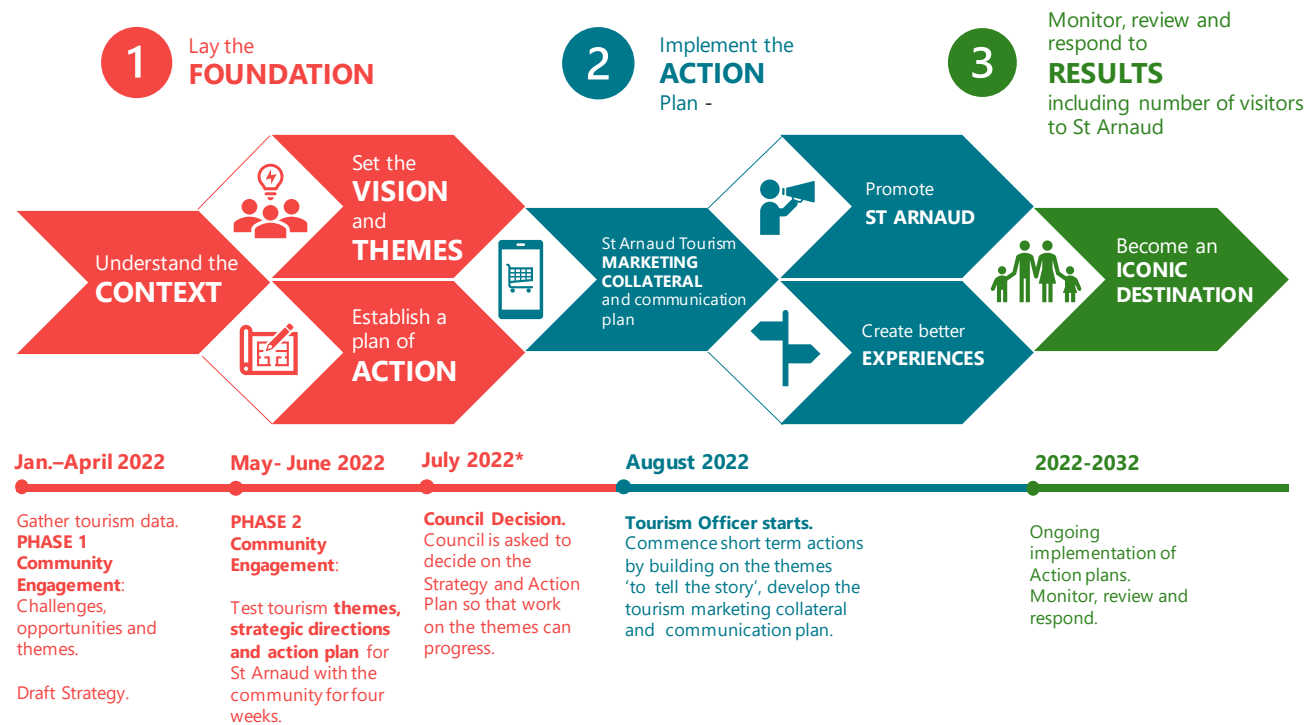 1
Lay the
FOUNDATION
2
Implement the
ACTION
Plan -
3
Monitor, review and
respond to
RESULTS
including number of visitors
to St Arnaud
Understand the
CONTEXT
Set the
VISION
and
THEMES
Establish a
plan of
ACTION
St Arnaud Tourism
MARKETING
COLLATERAL
and communication
plan
Promote
ST ARNAUD
Create better
EXPERIENCES
Become an
ICONIC
DESTINATION
Jan.–April 2022
Gather tourism data.
PHASE 1
Community
Engagement:
Challenges,
opportunities and
themes.
Draft Strategy.
May- June 2022
PHASE 2
Community
Engagement:
Test tourism themes,
strategic directions
and action plan for
St Arnaud with the
community for four
weeks.
July 2022*
Council Decision.
Council is asked to
decide on the
Strategy and Action
Plan so that work
on the themes can
progress.
August 2022
Tourism Officer starts.
Commence short term actions
by building on the themes
‘to tell the story’, develop the
tourism marketing collateral
and communication plan.
2022-2032
Ongoing
implementation of
Action plans.
Monitor, review and
respond.